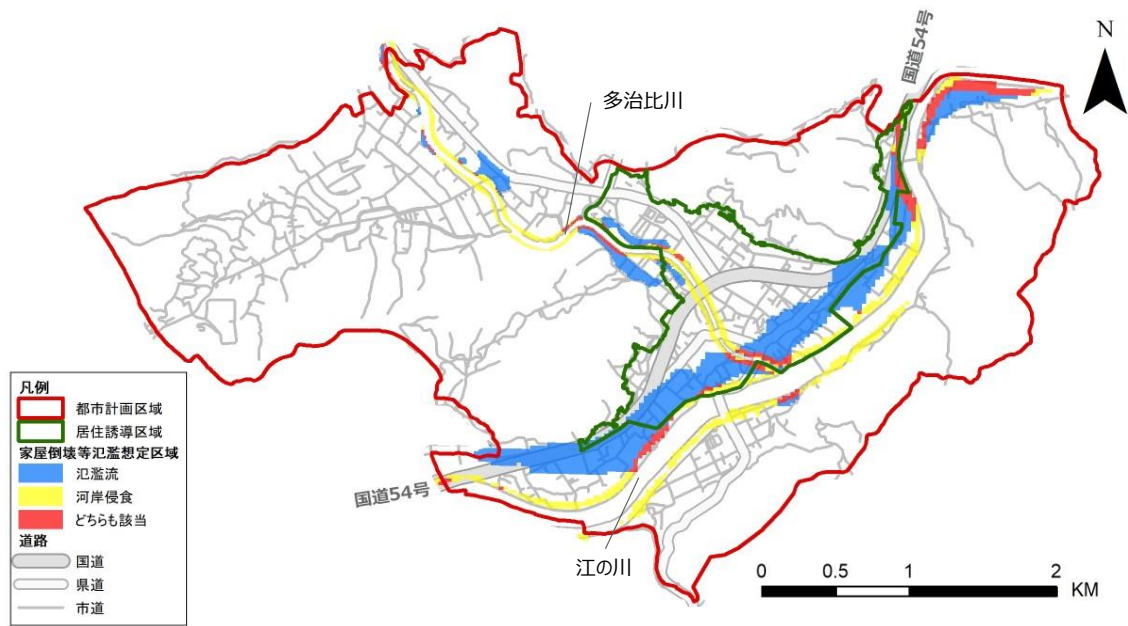 国道54号
N
多治比川
凡例
都市計画区域
居住誘導区域
家屋倒壊等氾濫想定区域
氾濫流
河岸侵食
どちらも該当
道路
国道
県道
市道
国道54号
江の川
0 0.5 1 2
KM